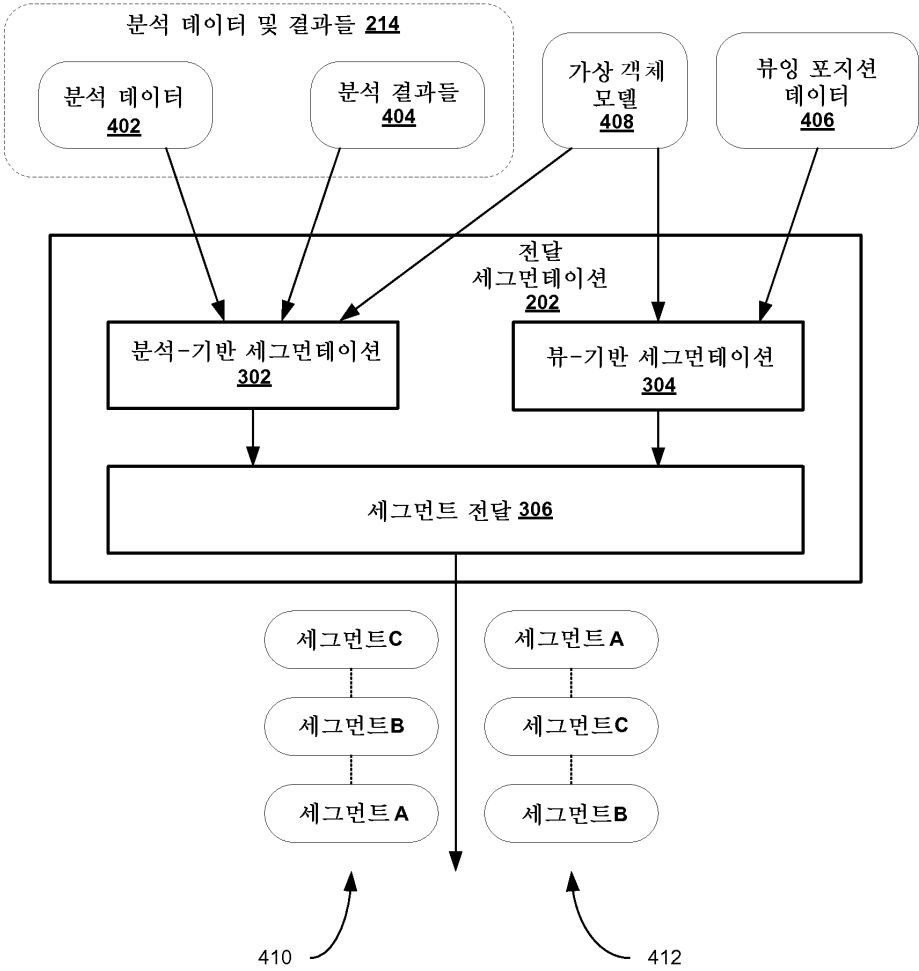 분석 데이터 및 결과들 214
분석 데이터
402
분석 결과들
404
가상 객체
모델
408
뷰잉 포지션
데이터
406
전달
세그먼테이션
202
분석-기반 세그먼테이션
302
뷰-기반 세그먼테이션
304
세그먼트 전달 306
세그먼트C
세그먼트B
세그먼트A
세그먼트 A
세그먼트C
세그먼트B
410
412